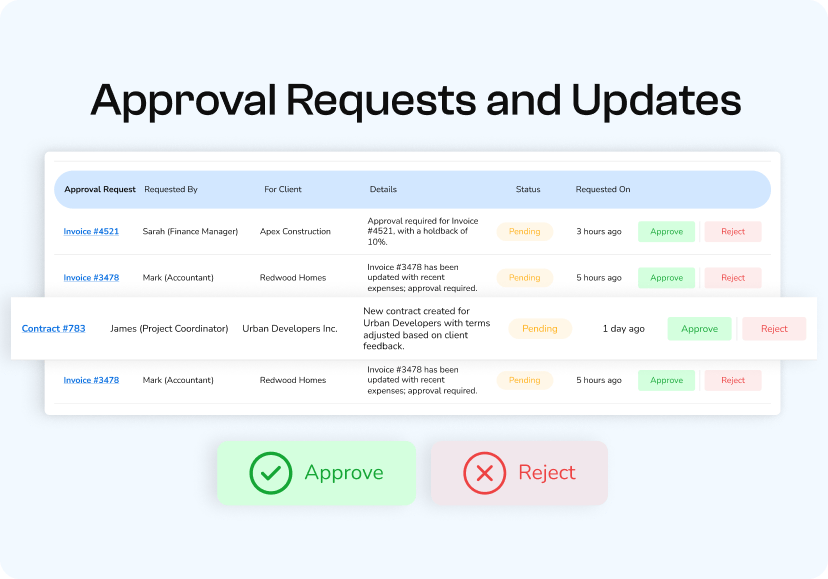 Approval Requests and Updates
Approval Request Requested By For Client Details Status Requested On
Invoice #4521 Sarah (Finance Manager) Apex Construction Approval required for Invoice
#4521, with a holdback of
10%. Pending 3 hours ago Approve Reject
Invoice #3478 Mark (Accountant) Redwood Homes Invoice #3478 has been
updated with recent
expenses; approval required. Pending 5 hours ago Approve Reject
Contract #783 James (Project Coordinator) Urban Developers Inc. New contract created for
Urban Developers with terms
adjusted based on client
feedback. Pending 1 day ago Approve Reject
Invoice #3478 Mark (Accountant) Redwood Homes Invoice #3478 has been
updated with recent
expenses; approval required. Pending 5 hours ago Approve Reject
Approve Reject